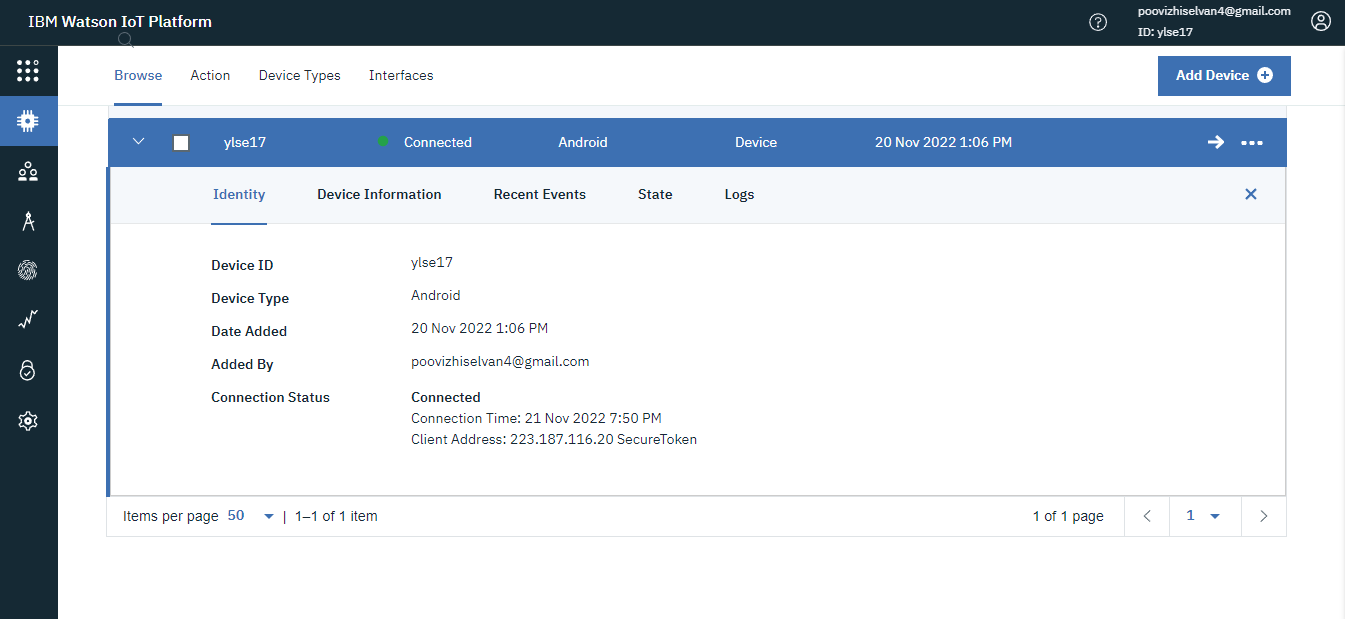 IBM Watson IoT Platform
poovizhiselvan4@gmail.com
ID: ylse17
Browse Action Device Types Interfaces
Add Device
ylse17 Connected Android Device 20 Nov 2022 1:06 PM
Identity Device Information Recent Events State Logs
Device ID ylse17
Device Type Android
Date Added 20 Nov 2022 1:06 PM
Added By poovizhiselvan4@gmail.com
Connection Status Connected
Connection Time: 21 Nov 2022 7:50 PM
Client Address: 223.187.116.20 SecureToken
Items per page 50 | 1–1 of 1 item 1 of 1 page 1